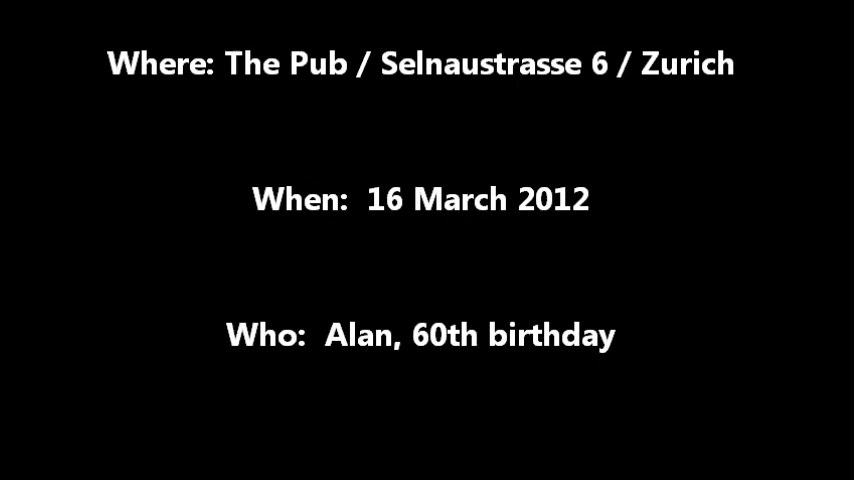 Where: The Pub / Selnaustrasse 6 / Zurich
When:  16 March 2012
Who:  Alan, 60th birthday